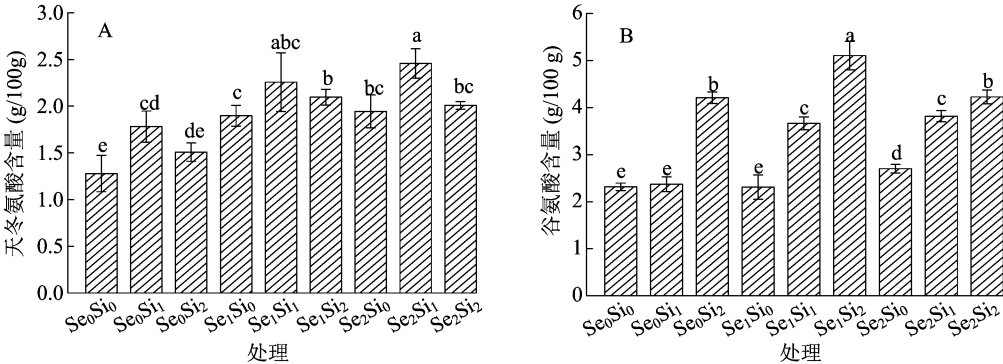 A
天冬氨酸含量 (g/100g)
3.0
2.5
2.0
1.5
1.0
0.5
0.0
e
cd
de
c
abc
b
bc
a
bc
Se₀Si₀
Se₀Si₁
Se₀Si₂
Se₁Si₀
Se₁Si₁
Se₁Si₂
Se₂Si₀
Se₂Si₁
Se₂Si₂
处理
B
谷氨酸含量 (g/100 g)
6
5
4
3
2
1
0
e
e
b
e
c
a
d
c
b
Se₀Si₀
Se₀Si₁
Se₀Si₂
Se₁Si₀
Se₁Si₁
Se₁Si₂
Se₂Si₀
Se₂Si₁
Se₂Si₂
处理